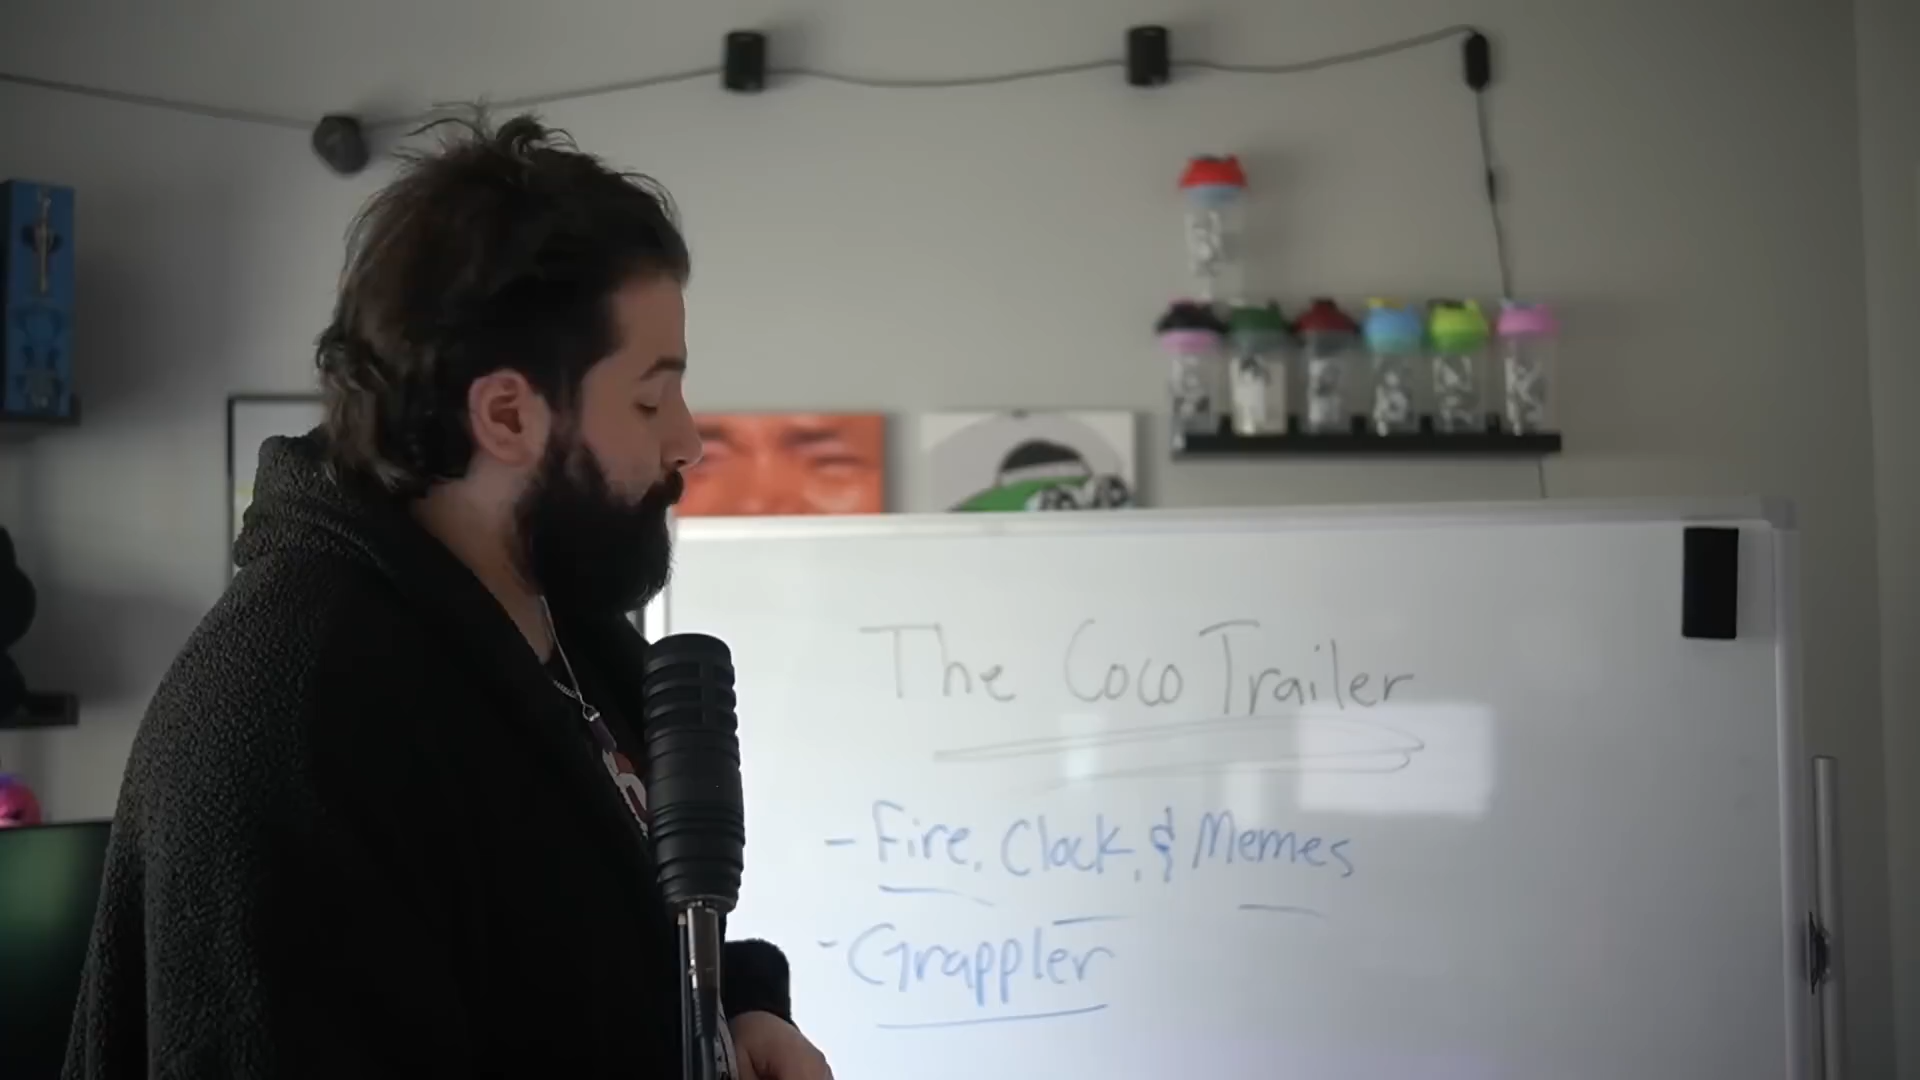 The Coco Trailer
- Fire, Clock, & Memes
- Grappler